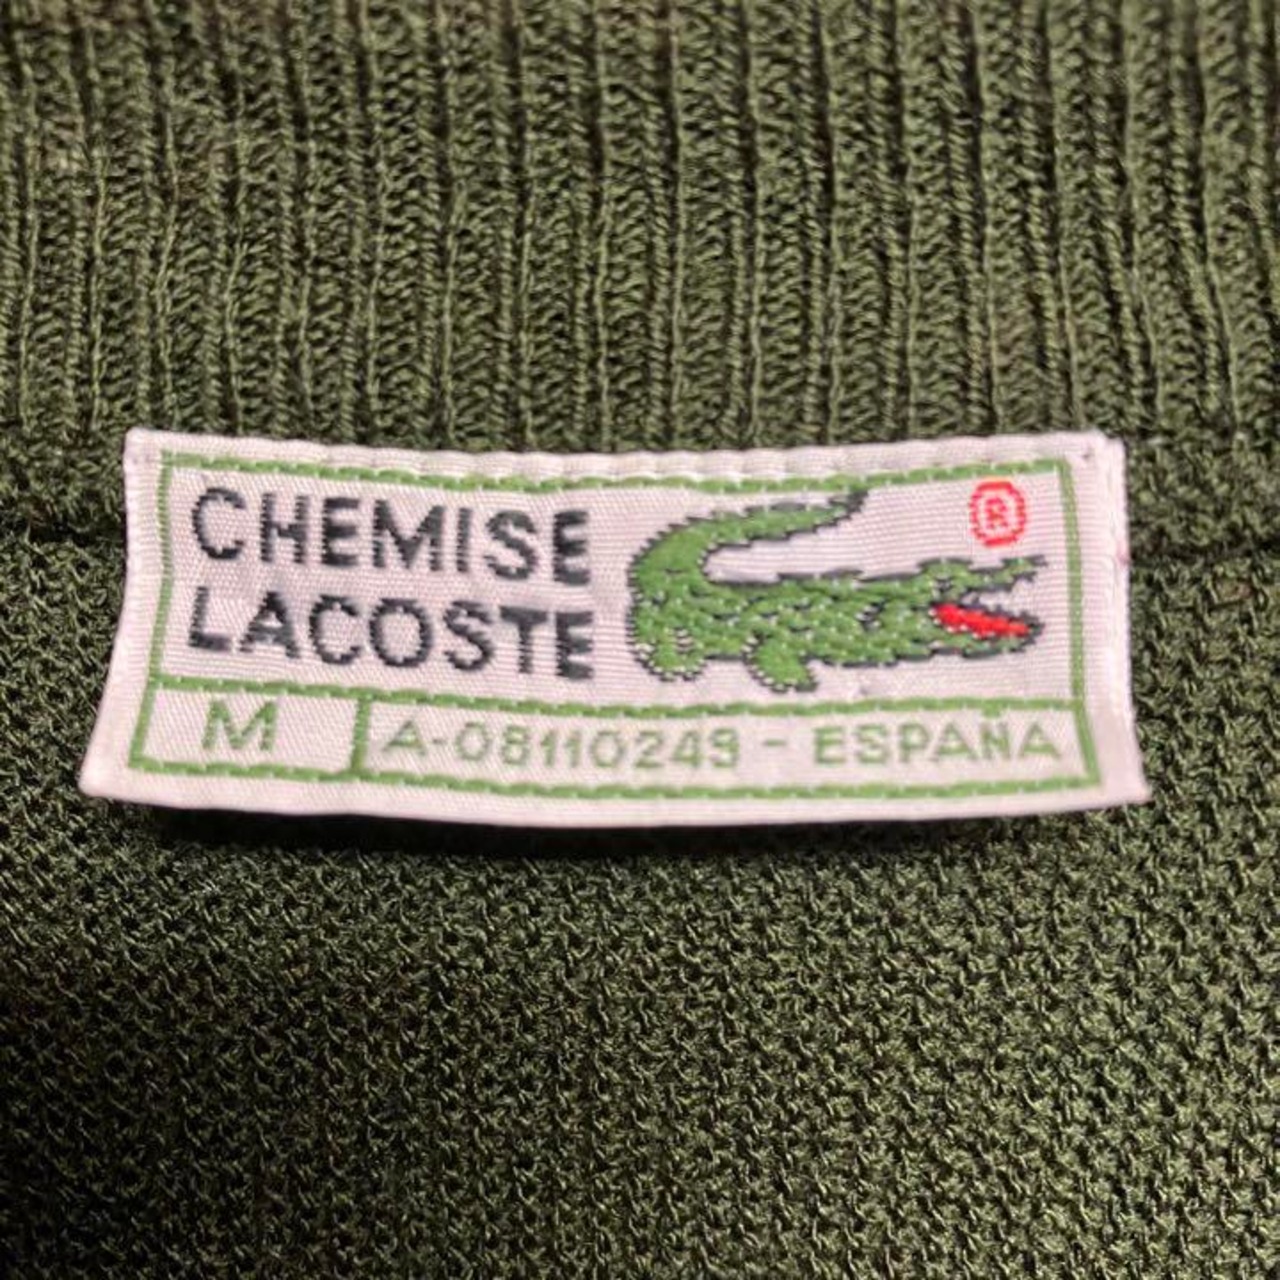 CHEMISE
LACOSTE
®
M A-08110249 - ESPAÑA